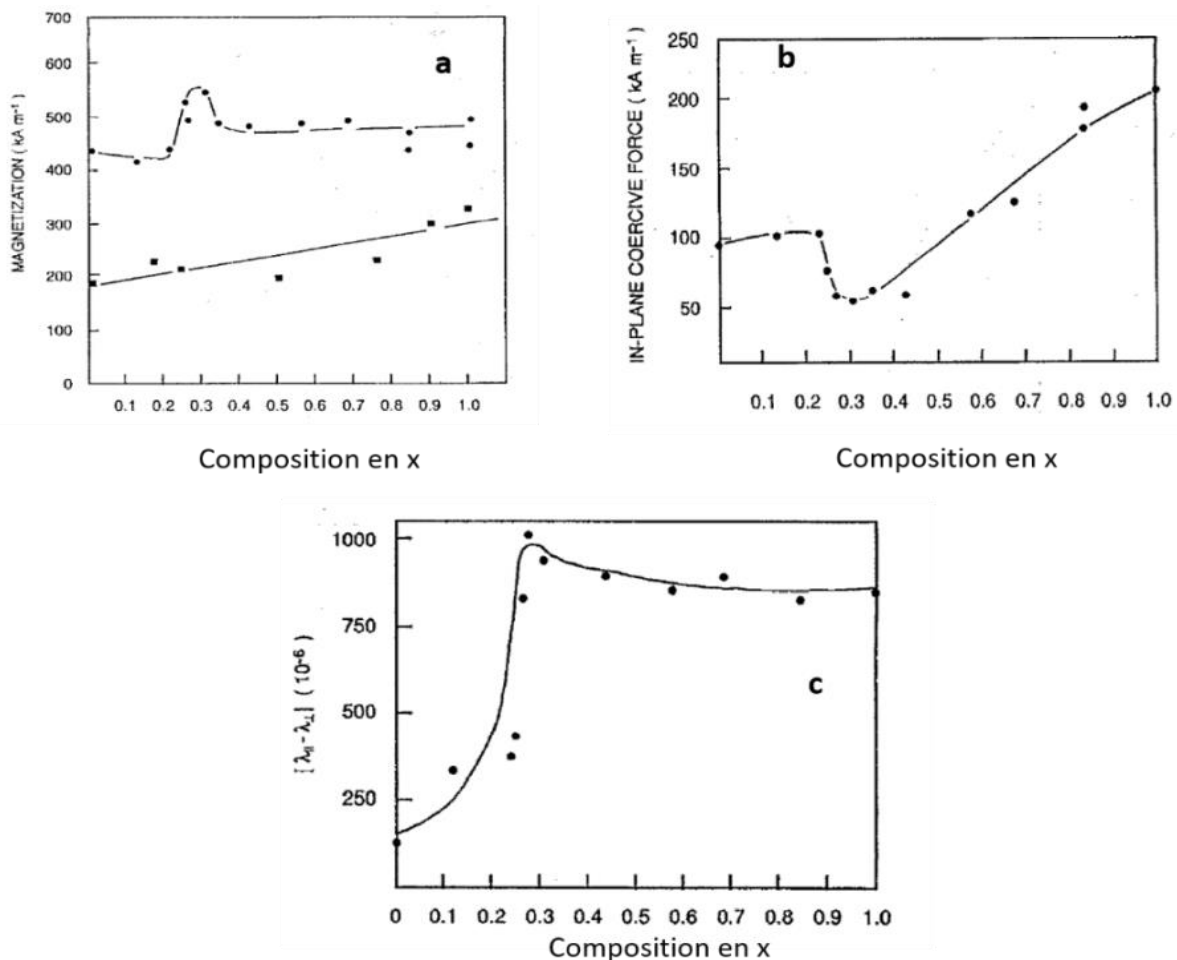 700
600
500
400
300
200
100
0
MAGNETIZATION ( kA m⁻¹ )
a
0.1 0.2 0.3 0.4 0.5 0.6 0.7 0.8 0.9 1.0
Composition en x
250
200
150
100
50
IN-PLANE COERCIVE FORCE ( kA m⁻¹ )
b
0.1 0.2 0.3 0.4 0.5 0.6 0.7 0.8 0.9 1.0
Composition en x
1000
750
500
250
[λ∥-λ⊥] (10⁻⁶)
c
0 0.1 0.2 0.3 0.4 0.5 0.6 0.7 0.8 0.9 1.0
Composition en x